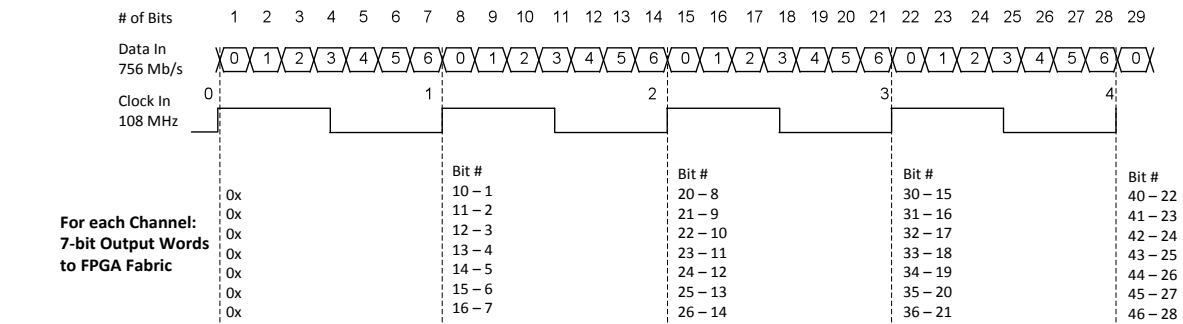 # of Bits 1 2 3 4 5 6 7 8 9 10 11 12 13 14 15 16 17 18 19 20 21 22 23 24 25 26 27 28 29
Data In
756 Mb/s
0 1 2 3 4 5 6 0 1 2 3 4 5 6 0 1 2 3 4 5 6 0 1 2 3 4 5 6 0
Clock In
108 MHz
0 1 2 3 4
For each Channel:
7-bit Output Words
to FPGA Fabric
0x
0x
0x
0x
0x
0x
0x
Bit #
10 – 1
11 – 2
12 – 3
13 – 4
14 – 5
15 – 6
16 – 7
Bit #
20 – 8
21 – 9
22 – 10
23 – 11
24 – 12
25 – 13
26 – 14
Bit #
30 – 15
31 – 16
32 – 17
33 – 18
34 – 19
35 – 20
36 – 21
Bit #
40 – 22
41 – 23
42 – 24
43 – 25
44 – 26
45 – 27
46 – 28